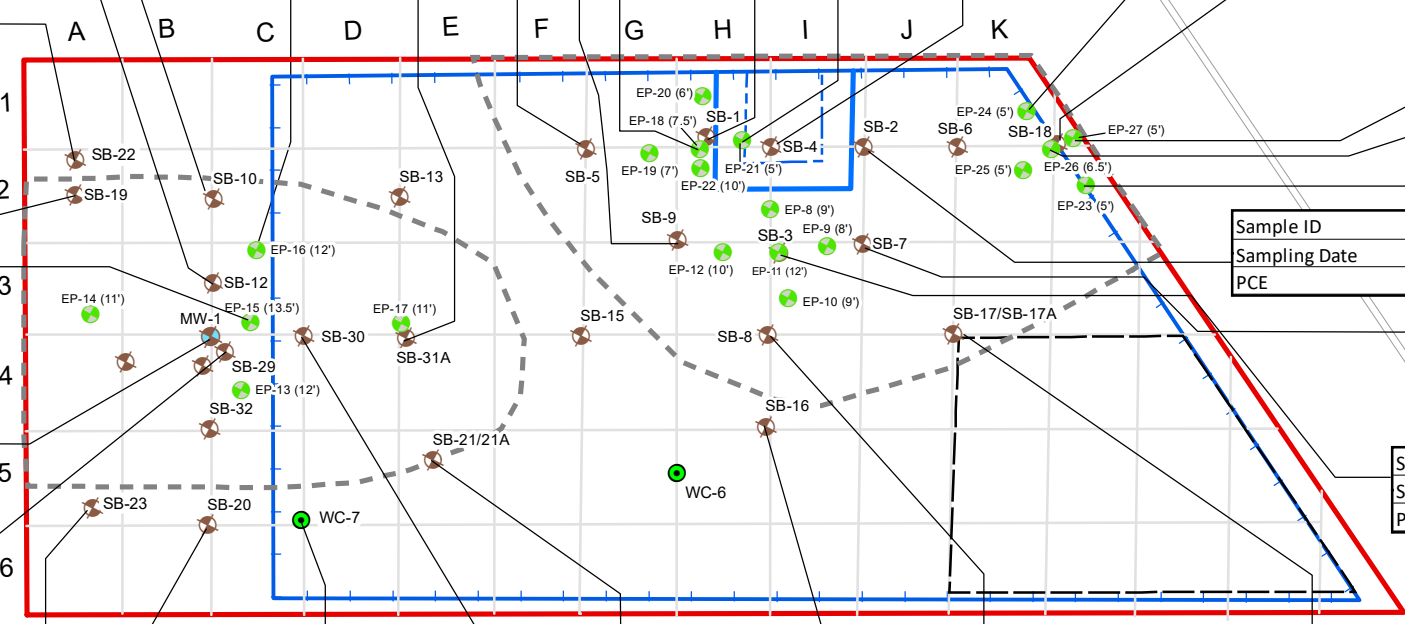 A B C D E F G H I J K
1
EP-20 (6')
EP-24 (5')
EP-18 (7.5')
SB-1
SB-2
SB-6
SB-18
EP-27 (5')
SB-22
SB-5
SB-4
EP-19 (7')
EP-21 (5')
EP-25 (5')
EP-26 (6.5')
2
SB-19
SB-10
SB-13
EP-22 (10')
EP-23 (5')
EP-8 (9')
SB-9
SB-3
EP-9 (8')
SB-7
Sample ID
Sampling Date
PCE
EP-16 (12')
EP-12 (10')
EP-11 (12')
3
SB-12
EP-14 (11')
EP-15 (13.5')
EP-17 (11')
EP-10 (9')
MW-1
SB-30
SB-15
SB-8
SB-17/SB-17A
SB-31A
4
SB-29
EP-13 (12')
SB-32
SB-16
SB-21/21A
5
WC-6
S
S
P
SB-23
SB-20
WC-7
6